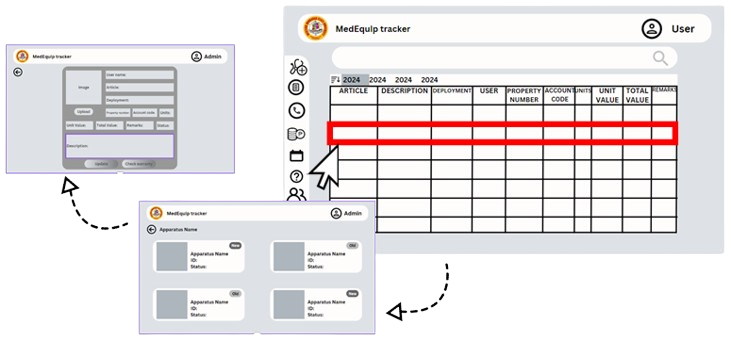 MedEquip tracker
User
2024 2024 2024 2024
ARTICLE DESCRIPTION DEPLOYMENT USER PROPERTY NUMBER ACCOUNT CODE UNITS UNIT VALUE TOTAL VALUE REMARKS
MedEquip tracker
Admin
Image
User name:
Article:
Deployment:
Upload
Property number
Account code
Units:
Unit Value:
Total Value:
Remarks:
Status:
Description:
Update
MedEquip tracker
Admin
Apparatus Name
New
Apparatus Name
ID:
Status:
Old
Apparatus Name
ID:
Status:
Old
Apparatus Name
ID:
Status:
New
Apparatus Name
ID:
Status: